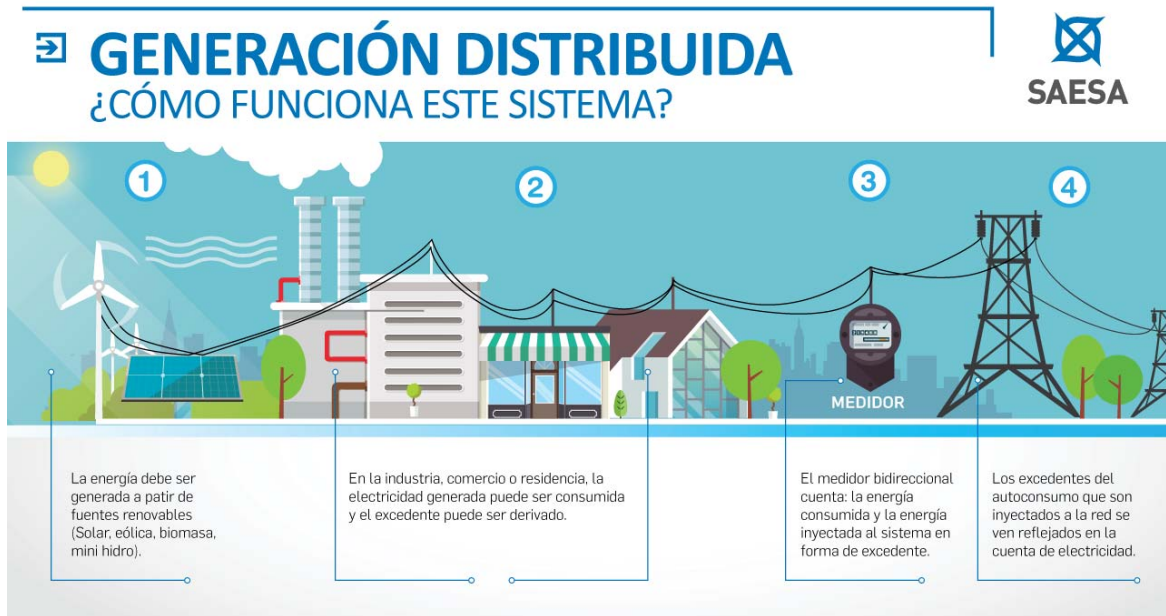 GENERACIÓN DISTRIBUIDA
¿CÓMO FUNCIONA ESTE SISTEMA?
SAESA
1
2
3
4
MEDIDOR
La energía debe ser
generada a patir de
fuentes renovables
(Solar, eólica, biomasa,
mini hidro).
En la industria, comercio o residencia, la
electricidad generada puede ser consumida
y el excedente puede ser derivado.
El medidor bidireccional
cuenta: la energía
consumida y la energía
inyectada al sistema en
forma de excedente.
Los excedentes del
autoconsumo que son
inyectados a la red se
ven reflejados en la
cuenta de electricidad.